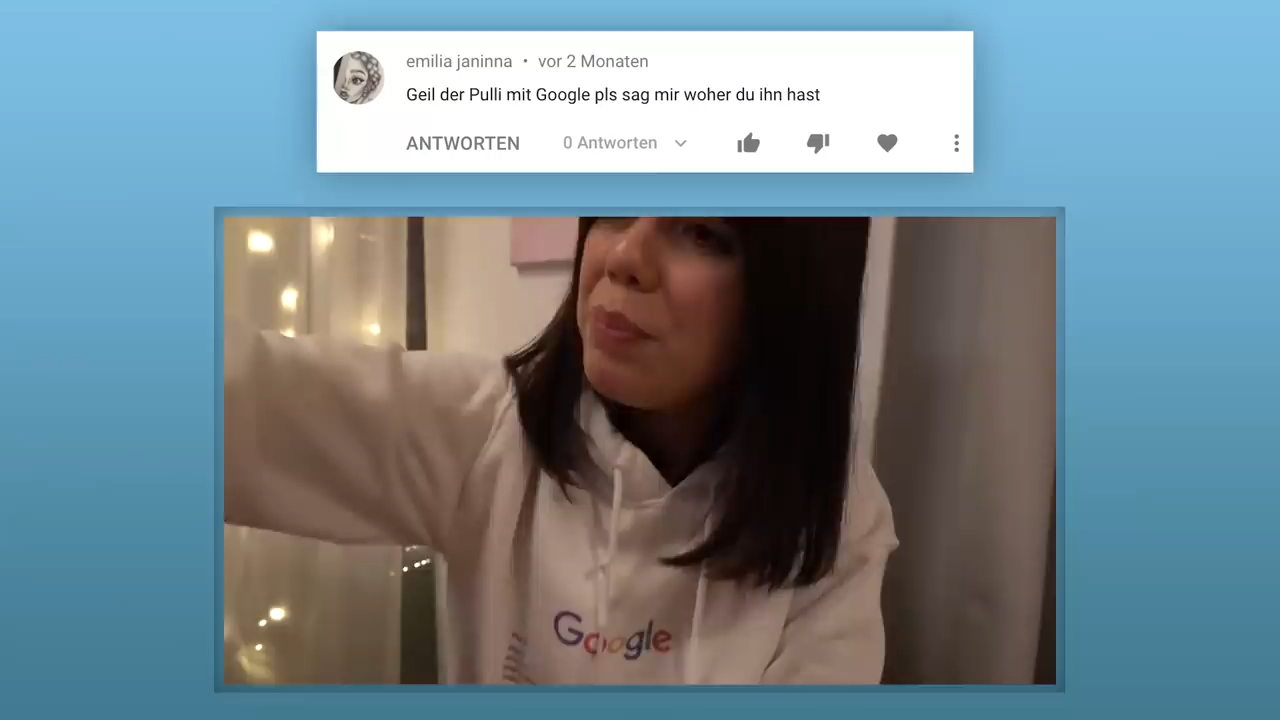 emilia janinna • vor 2 Monaten
Geil der Pulli mit Google pls sag mir woher du ihn hast
ANTWORTEN 0 Antworten
Google